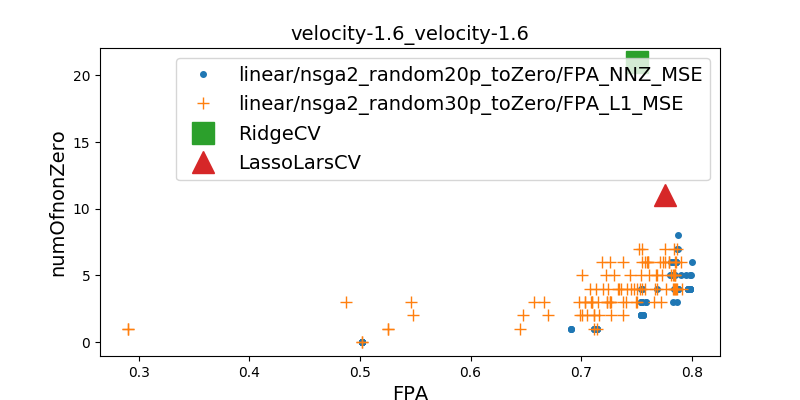 velocity-1.6_velocity-1.6
linear/nsga2_random20p_toZero/FPA_NNZ_MSE
linear/nsga2_random30p_toZero/FPA_L1_MSE
RidgeCV
LassoLarsCV
numOfnonZero
20
15
10
5
0
0.3 0.4 0.5 0.6 0.7 0.8
FPA